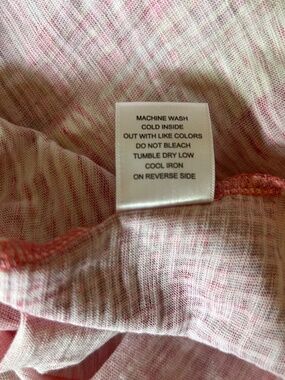 MACHINE WASH
COLD INSIDE
OUT WITH LIKE COLORS
DO NOT BLEACH
TUMBLE DRY LOW
COOL IRON
ON REVERSE SIDE